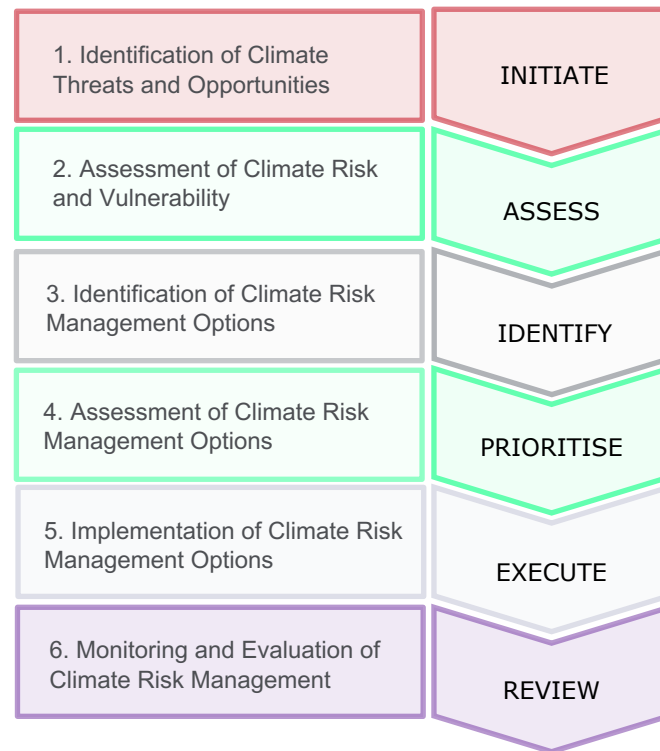 1. Identification of Climate
Threats and Opportunities
INITIATE
2. Assessment of Climate Risk
and Vulnerability
ASSESS
3. Identification of Climate Risk
Management Options
IDENTIFY
4. Assessment of Climate Risk
Management Options
PRIORITISE
5. Implementation of Climate Risk
Management Options
EXECUTE
6. Monitoring and Evaluation of
Climate Risk Management
REVIEW